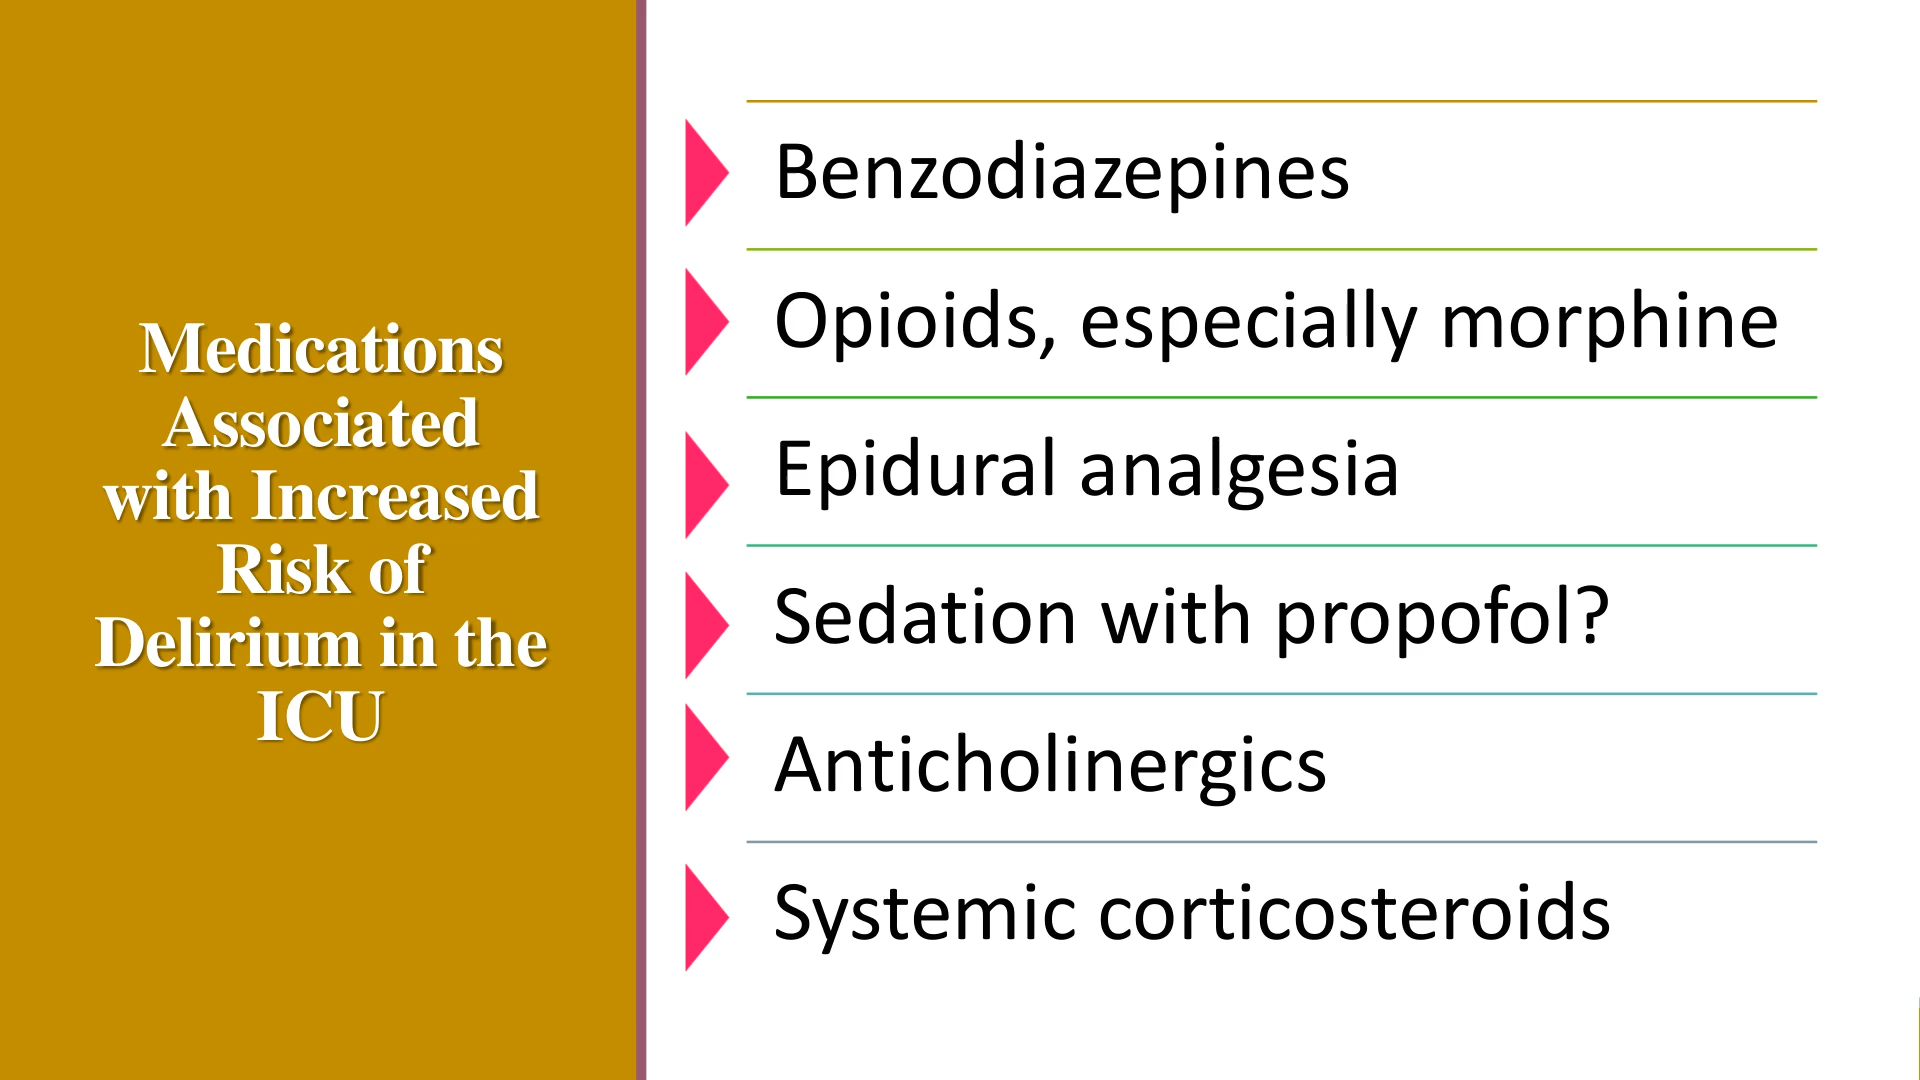 Medications
Associated
with Increased
Risk of
Delirium in the
ICU
Benzodiazepines
Opioids, especially morphine
Epidural analgesia
Sedation with propofol?
Anticholinergics
Systemic corticosteroids